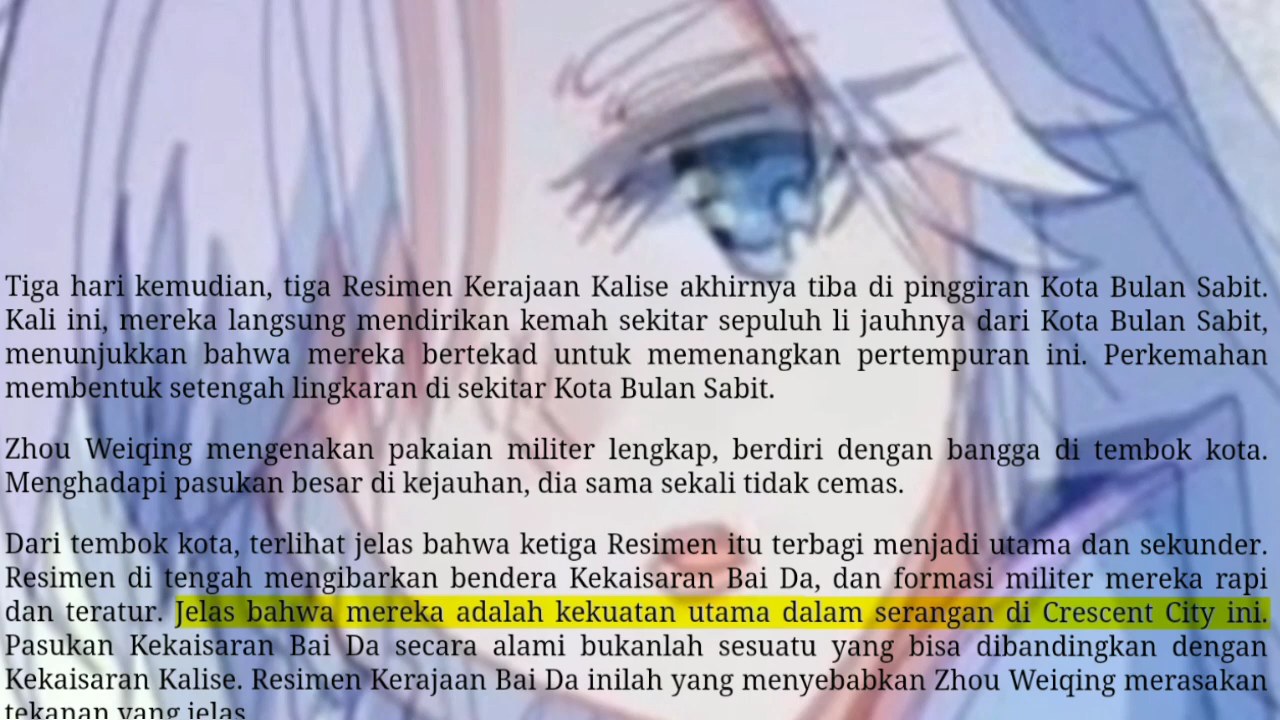 Tiga hari kemudian, tiga Resimen Kerajaan Kalise akhirnya tiba di pinggiran Kota Bulan Sabit.
Kali ini, mereka langsung mendirikan kemah sekitar sepuluh li jauhnya dari Kota Bulan Sabit,
menunjukkan bahwa mereka bertekad untuk memenangkan pertempuran ini. Perkemahan
membentuk setengah lingkaran di sekitar Kota Bulan Sabit.
Zhou Weiqing mengenakan pakaian militer lengkap, berdiri dengan bangga di tembok kota.
Menghadapi pasukan besar di kejauhan, dia sama sekali tidak cemas.
Dari tembok kota, terlihat jelas bahwa ketiga Resimen itu terbagi menjadi utama dan sekunder.
Resimen di tengah mengibarkan bendera Kekaisaran Bai Da, dan formasi militer mereka rapi
dan teratur. Jelas bahwa mereka adalah kekuatan utama dalam serangan di Crescent City ini.
Pasukan Kekaisaran Bai Da secara alami bukanlah sesuatu yang bisa dibandingkan dengan
Kekaisaran Kalise. Resimen Kerajaan Bai Da inilah yang menyebabkan Zhou Weiqing merasakan
tekanan yang jelas